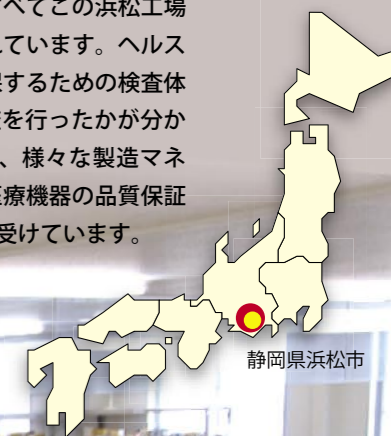 べてこの浜松工場
れています。ヘルス
するための検査体
を行ったかが分か
、様々な製造マネ
療機器の品質保証
受けています。
静岡県浜松市